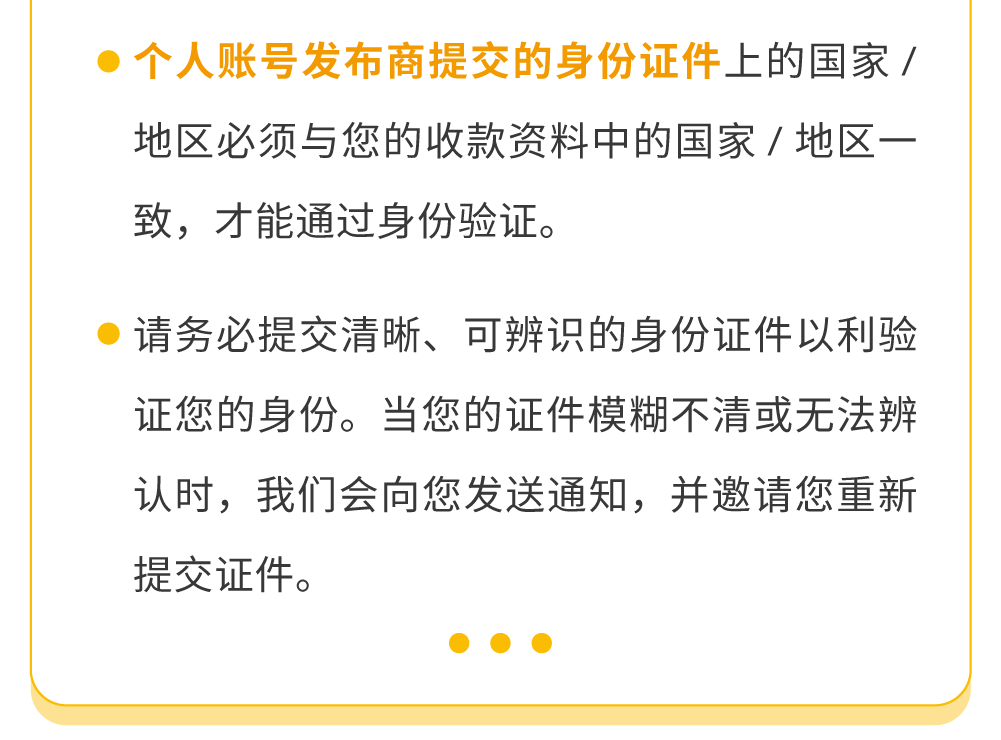 个人账号发布商提交的身份证件上的国家 /
地区必须与您的收款资料中的国家 / 地区一
致，才能通过身份验证。
请务必提交清晰、可辨识的身份证件以利验
证您的身份。当您的证件模糊不清或无法辨
认时，我们会向您发送通知，并邀请您重新
提交证件。